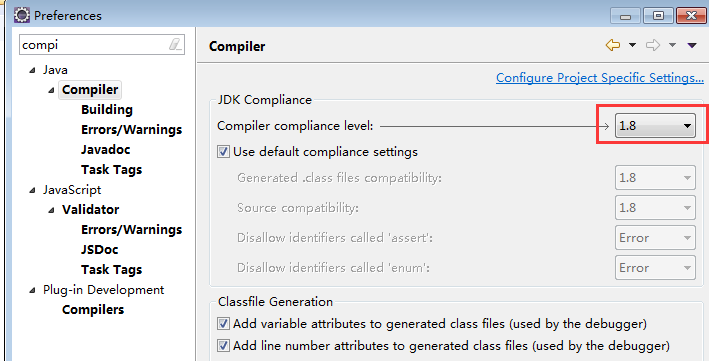 Preferences
compi
Java
Compiler
Building
Errors/Warnings
Javadoc
Task Tags
JavaScript
Validator
Errors/Warnings
JSDoc
Task Tags
Plug-in Development
Compilers
Compiler
Configure Project Specific Settings...
JDK Compliance
Compiler compliance level: 1.8
Use default compliance settings
Generated .class files compatibility: 1.8
Source compatibility: 1.8
Disallow identifiers called 'assert': Error
Disallow identifiers called 'enum': Error
Classfile Generation
Add variable attributes to generated class files (used by the debugger)
Add line number attributes to generated class files (used by the debugger)